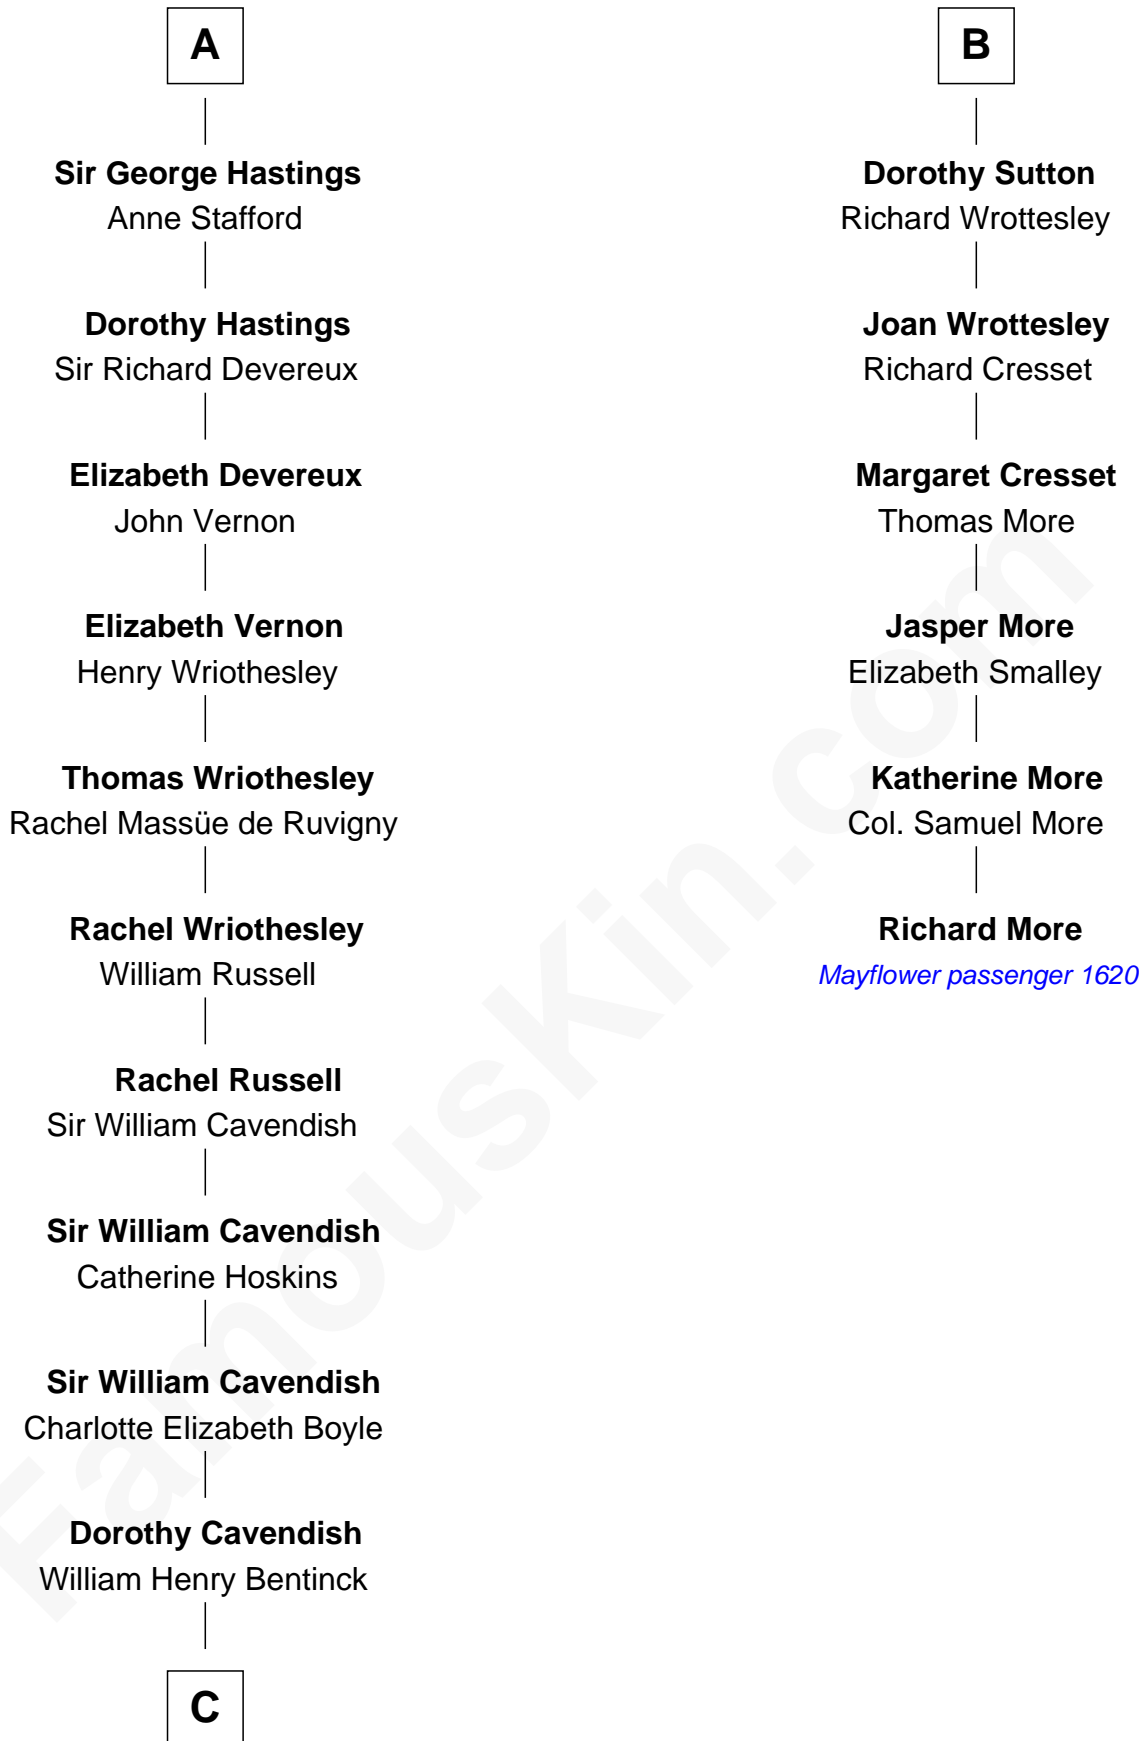 A
Sir George Hastings
Anne Stafford
Dorothy Hastings
Sir Richard Devereux
Elizabeth Devereux
John Vernon
Elizabeth Vernon
Henry Wriothesley
Thomas Wriothesley
Rachel Massüe de Ruvigny
Rachel Wriothesley
William Russell
Rachel Russell
Sir William Cavendish
Sir William Cavendish
Catherine Hoskins
Sir William Cavendish
Charlotte Elizabeth Boyle
Dorothy Cavendish
William Henry Bentinck
C
B
Dorothy Sutton
Richard Wrottesley
Joan Wrottesley
Richard Cresset
Margaret Cresset
Thomas More
Jasper More
Elizabeth Smalley
Katherine More
Col. Samuel More
Richard More
Mayflower passenger 1620
FamousKin.com